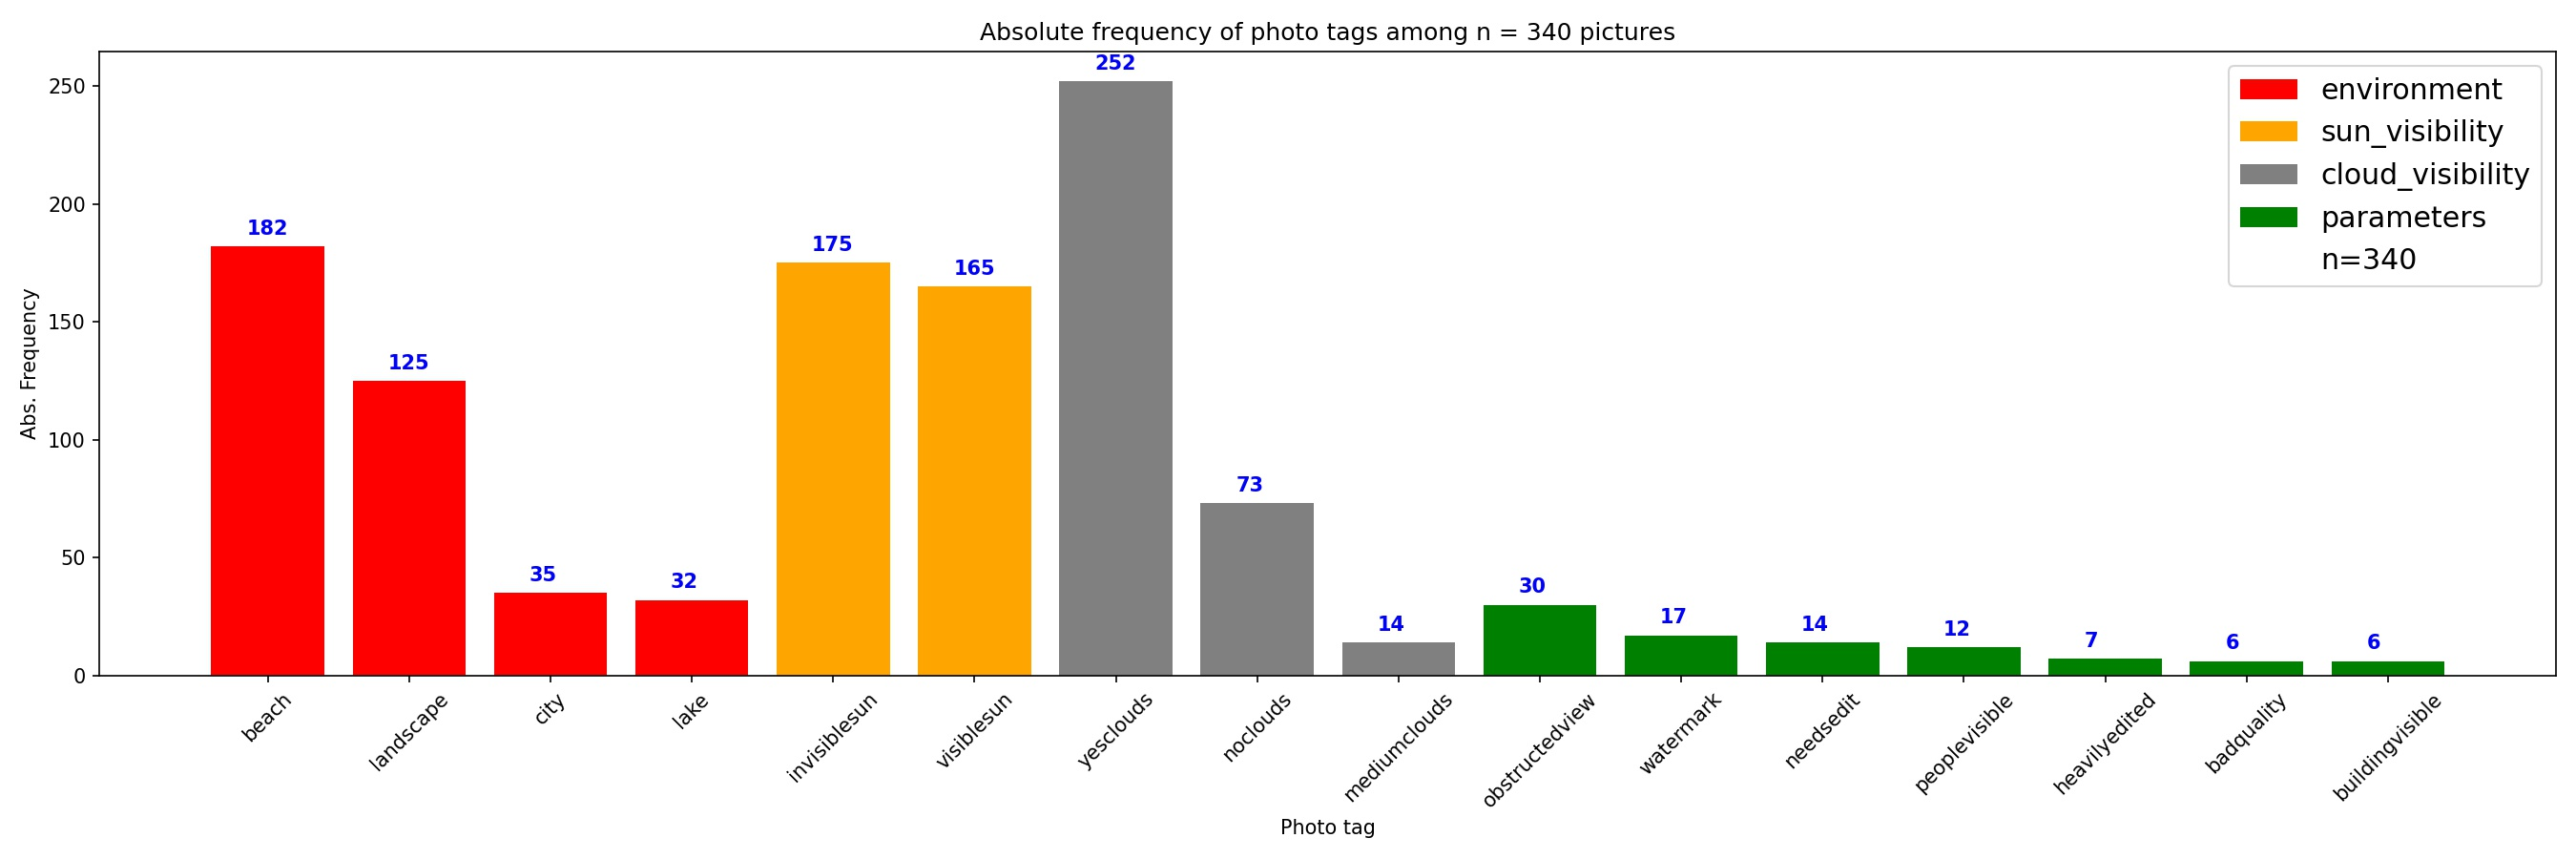 Absolute frequency of photo tags among n = 340 pictures
Abs. Frequency
250
200
150
100
50
0
182
125
35
32
175
165
252
73
14
30
17
14
12
7
6
6
environment
sun_visibility
cloud_visibility
parameters
n=340
beach
landscape
city
lake
invisiblesun
visiblesun
yesclouds
noclouds
mediumclouds
obstructedview
watermark
needsedit
peoplevisible
heavilyedited
badquality
buildingvisible
Photo tag